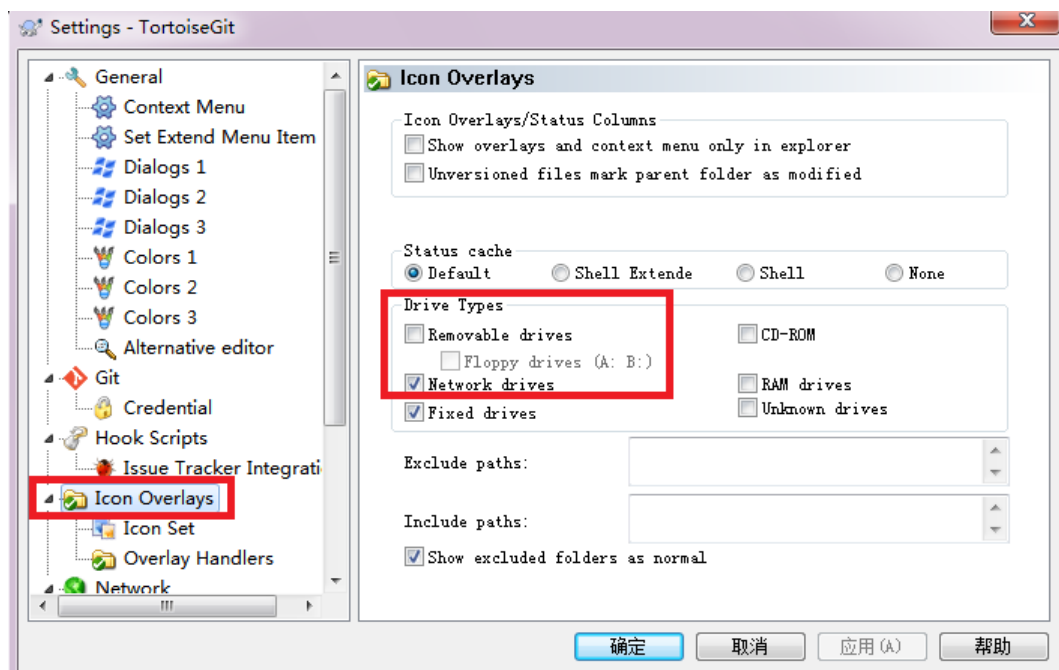 Settings - TortoiseGit
General
Context Menu
Set Extend Menu Item
Dialogs 1
Dialogs 2
Dialogs 3
Colors 1
Colors 2
Colors 3
Alternative editor
Git
Credential
Hook Scripts
Issue Tracker Integrati
Icon Overlays
Icon Set
Overlay Handlers
Network
Icon Overlays
Icon Overlays/Status Columns
Show overlays and context menu only in explorer
Unversioned files mark parent folder as modified
Status cache
Default Shell Extende Shell None
Drive Types
Removable drives CD-ROM
Floppy drives (A: B:)
Network drives RAM drives
Fixed drives Unknown drives
Exclude paths:
Include paths:
Show excluded folders as normal
确定 取消 应用(A) 帮助